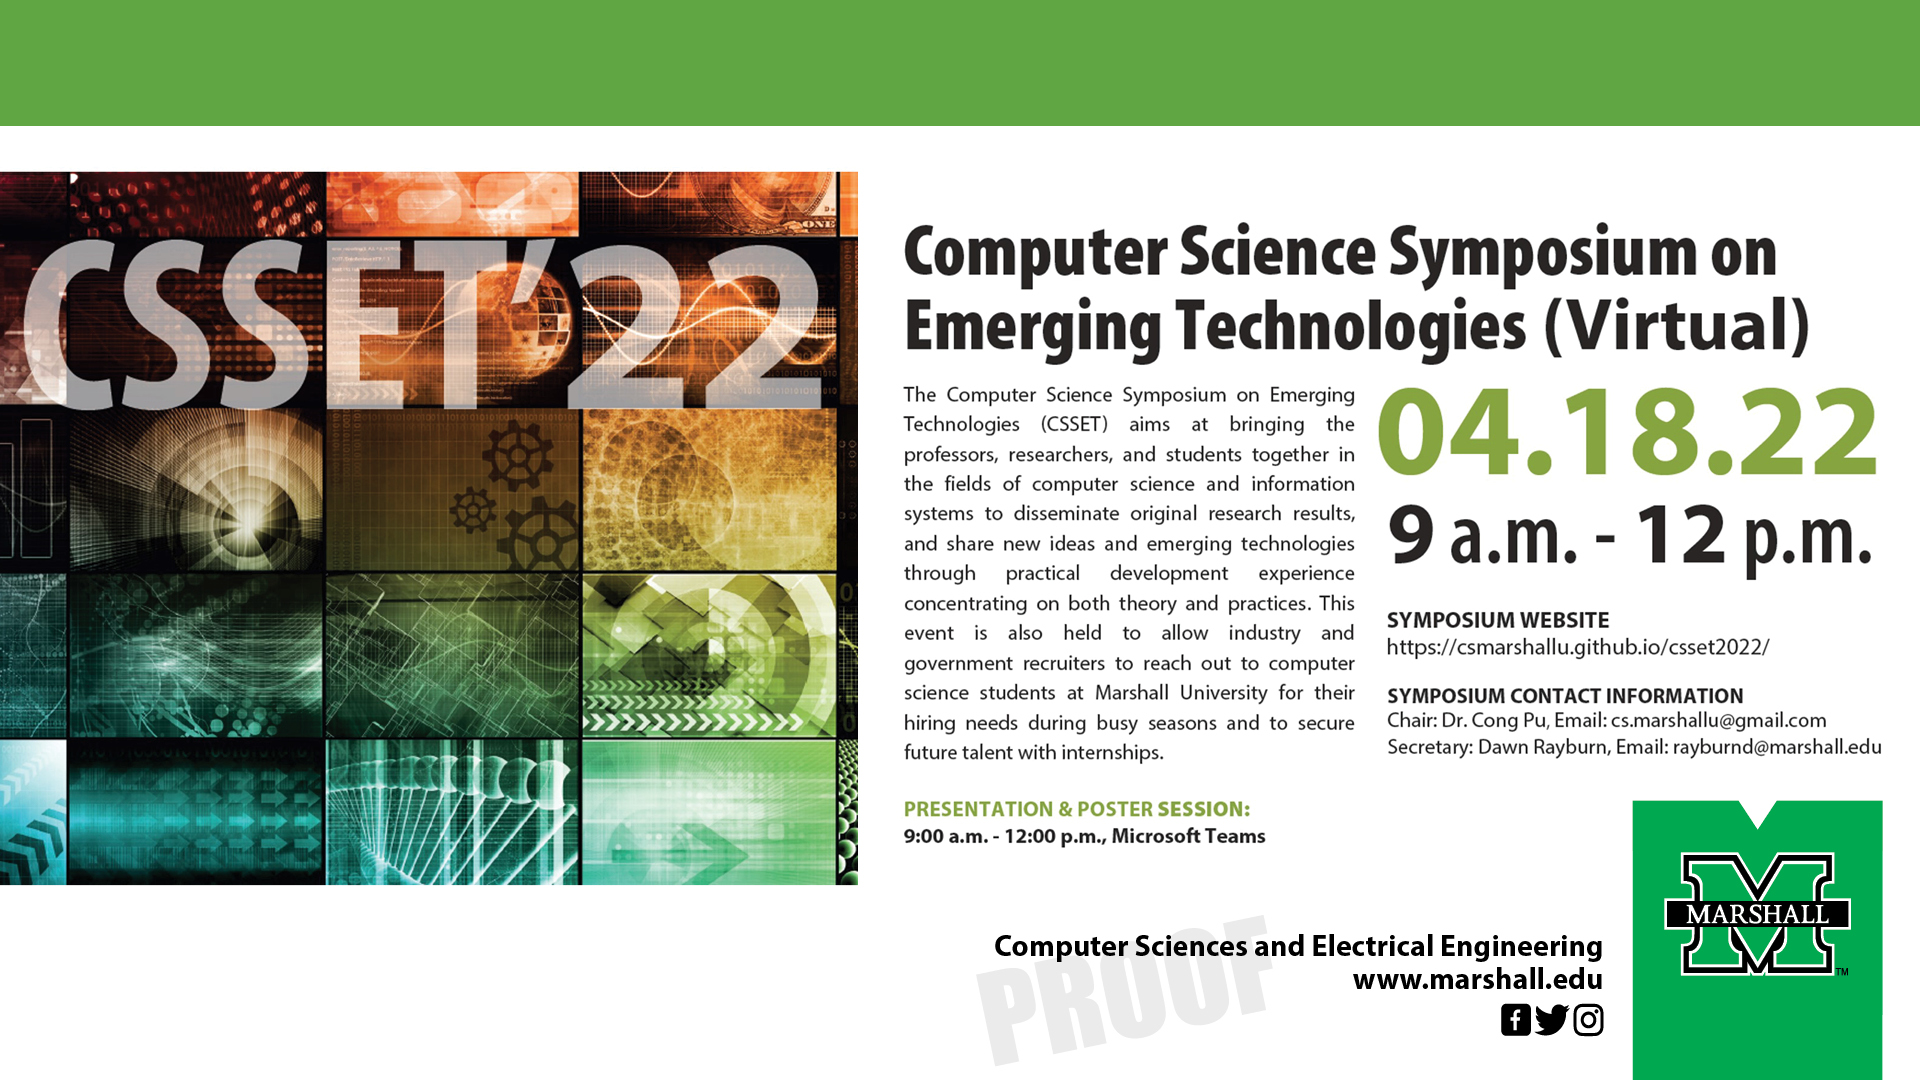 CSSET'22
Computer Science Symposium on
Emerging Technologies (Virtual)
The Computer Science Symposium on Emerging
Technologies (CSSET) aims at bringing the
professors, researchers, and students together in
the fields of computer science and information
systems to disseminate original research results,
and share new ideas and emerging technologies
through practical development experience
concentrating on both theory and practices. This
event is also held to allow industry and
government recruiters to reach out to computer
science students at Marshall University for their
hiring needs during busy seasons and to secure
future talent with internships.
PRESENTATION & POSTER SESSION:
9:00 a.m. - 12:00 p.m., Microsoft Teams
04.18.22
9 a.m. - 12 p.m.
SYMPOSIUM WEBSITE
https://csmarshallu.github.io/csset2022/
SYMPOSIUM CONTACT INFORMATION
Chair: Dr. Cong Pu, Email: cs.marshallu@gmail.com
Secretary: Dawn Rayburn, Email: rayburnd@marshall.edu
PROOF
Computer Sciences and Electrical Engineering
www.marshall.edu
M
MARSHALL
TM